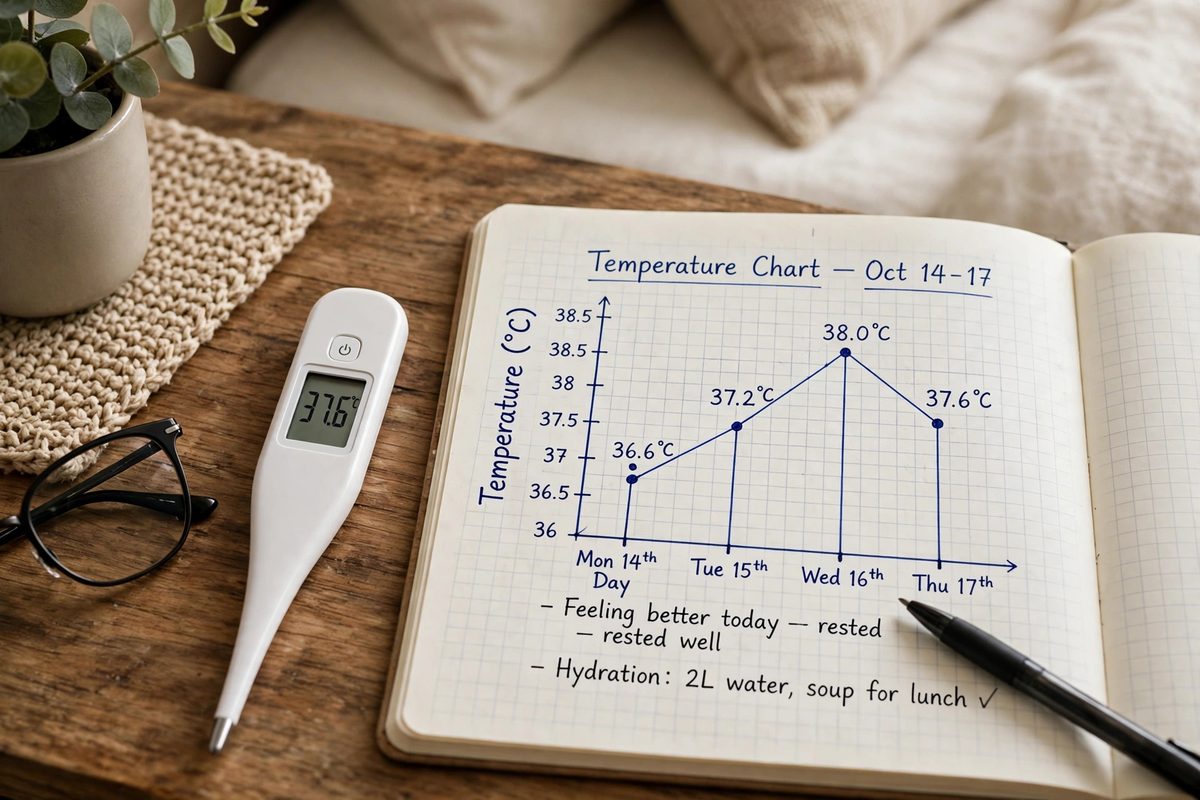 Temperature Chart — Oct 14-17
Temperature (°C)
38.5
38.5
38
37.5
37
36.5
36
36.6°C
37.2°C
38.0°C
37.6°C
Mon 14th
Day
Tue 15th
Wed 16th
Thu 17th
– Feeling better today — rested
— rested well
– Hydration: 2L water, soup for lunch ✓
37.6°C